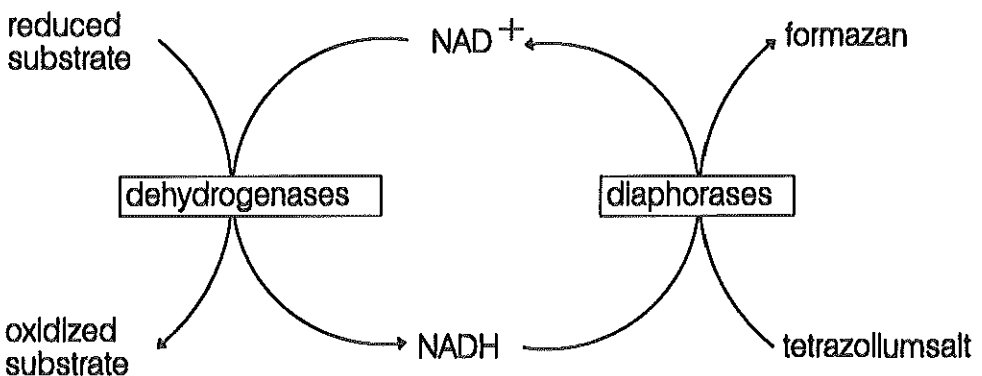 reduced
substrate
NAD+
formazan
dehydrogenases
diaphorases
oxidized
substrate
NADH
tetrazoliumsalt